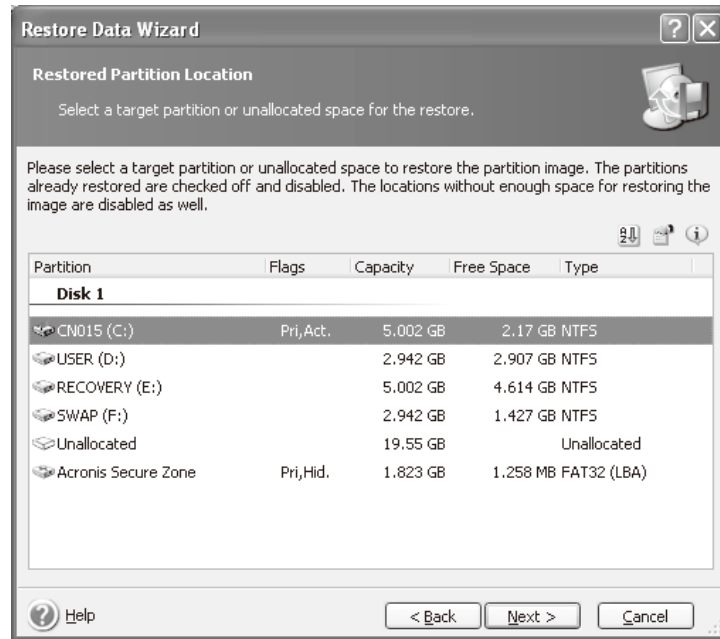 Restore Data Wizard
Restored Partition Location
Select a target partition or unallocated space for the restore.
Please select a target partition or unallocated space to restore the partition image. The partitions
already restored are checked off and disabled. The locations without enough space for restoring the
image are disabled as well.
Partition Flags Capacity Free Space Type
Disk 1
CN015 (C:) Pri,Act. 5.002 GB 2.17 GB NTFS
USER (D:) 2.942 GB 2.907 GB NTFS
RECOVERY (E:) 5.002 GB 4.614 GB NTFS
SWAP (F:) 2.942 GB 1.427 GB NTFS
Unallocated 19.55 GB Unallocated
Acronis Secure Zone Pri,Hid. 1.823 GB 1.258 MB FAT32 (LBA)
Help < Back Next > Cancel